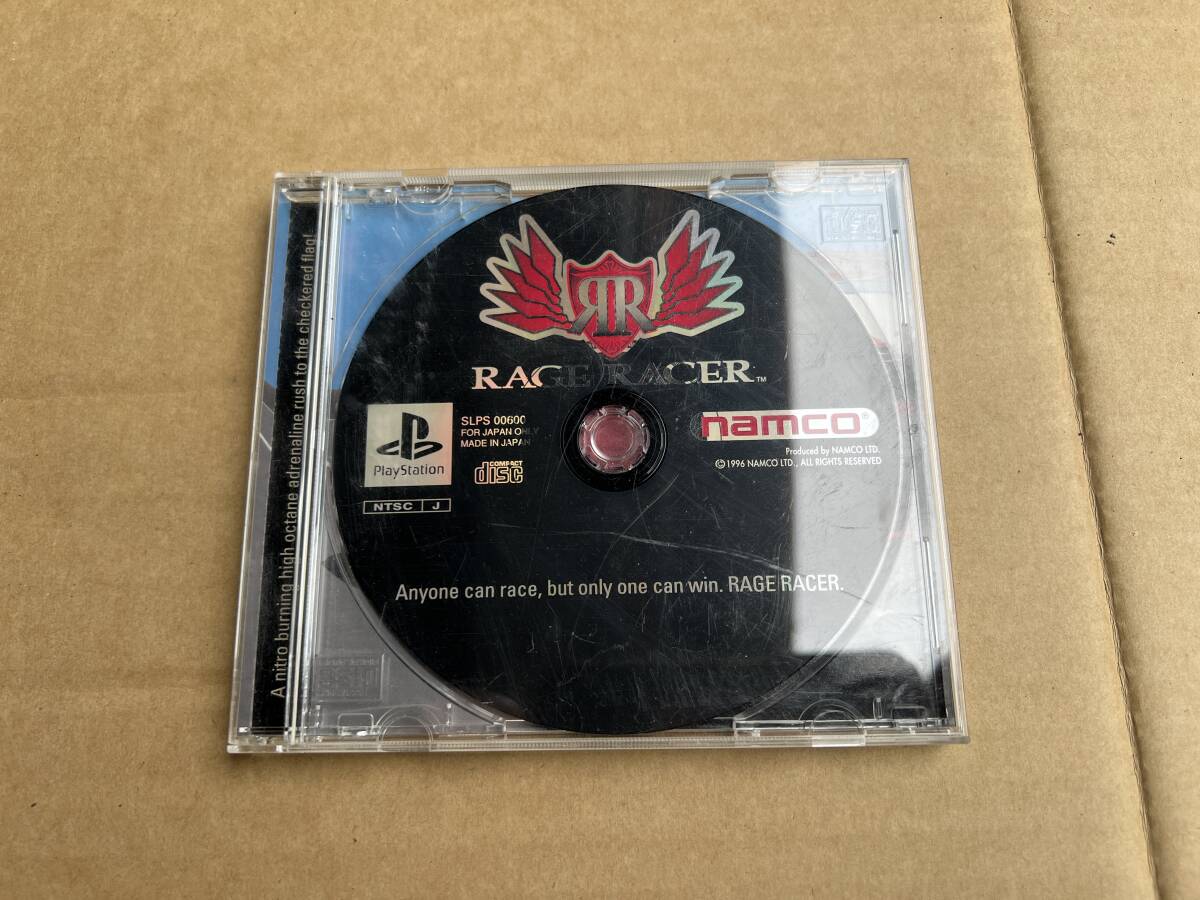 A nitro burning high octane adrenaline rush to the checkered flag!
RR
RAGE RACER™
PlayStation
NTSC J
SLPS 00600
FOR JAPAN ONLY
MADE IN JAPAN
COMPACT
disc
namco®
Produced by NAMCO LTD.
©1996 NAMCO LTD., ALL RIGHTS RESERVED
Anyone can race, but only one can win. RAGE RACER.